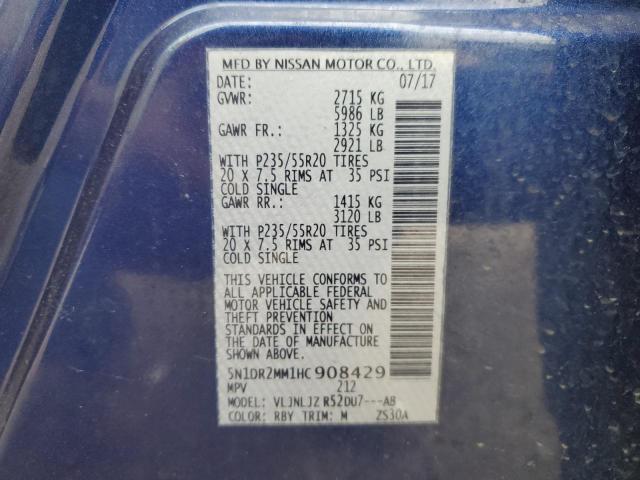 MFD BY NISSAN MOTOR CO., LTD.
DATE: 07/17
GVWR: 2715 KG
5986 LB
GAWR FR.: 1325 KG
2921 LB
WITH P235/55R20 TIRES
20 X 7.5 RIMS AT 35 PSI
COLD SINGLE
GAWR RR.: 1415 KG
3120 LB
WITH P235/55R20 TIRES
20 X 7.5 RIMS AT 35 PSI
COLD SINGLE
THIS VEHICLE CONFORMS TO
ALL APPLICABLE FEDERAL
MOTOR VEHICLE SAFETY AND
THEFT PREVENTION
STANDARDS IN EFFECT ON
THE DATE OF MANUFACTURE
SHOWN ABOVE.
5N1DR2MM1HC908429
MPV 212
MODEL: VLJNLJZ R52DU7---AB
COLOR: RBY TRIM: M ZS30A